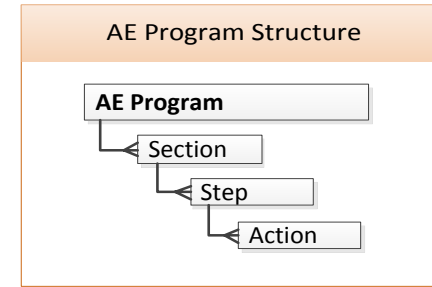 AE Program Structure
AE Program
Section
Step
Action